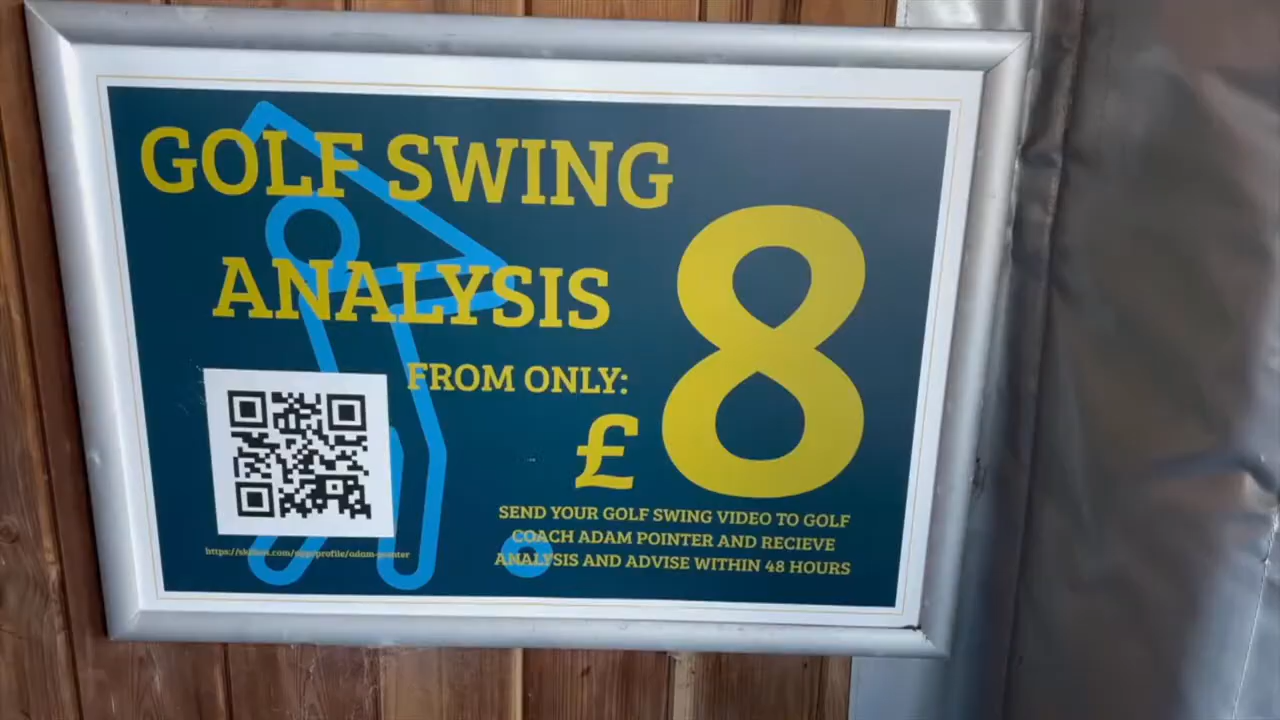 GOLF SWING
ANALYSIS
FROM ONLY:
£8
SEND YOUR GOLF SWING VIDEO TO GOLF
COACH ADAM POINTER AND RECIEVE
ANALYSIS AND ADVISE WITHIN 48 HOURS